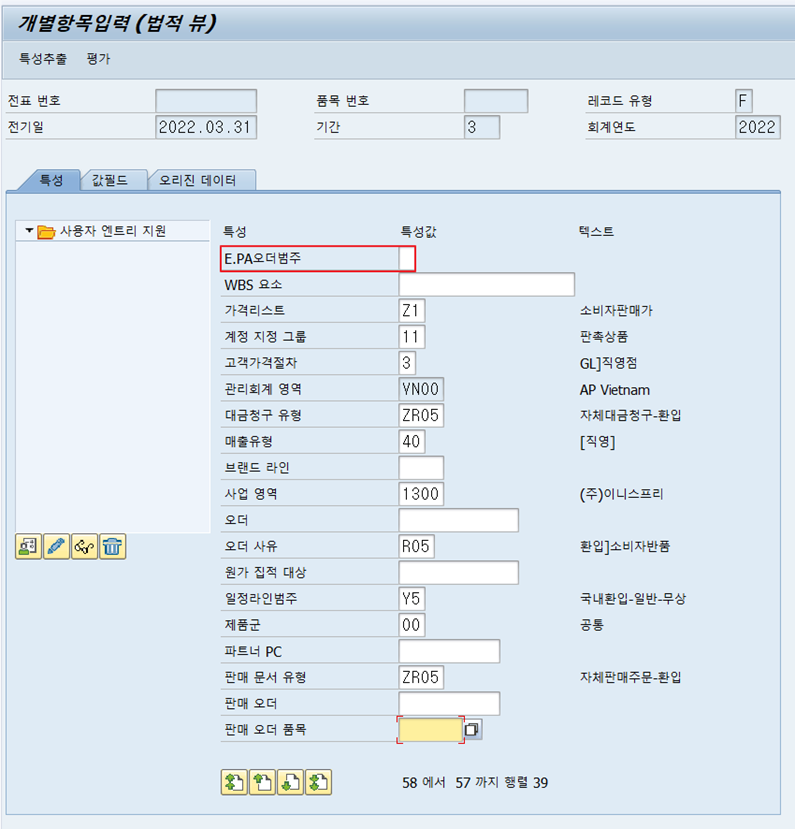 개별항목입력 (법적 뷰)
특성추출 평가
전표 번호 품목 번호 레코드 유형 F
전기일 2022.03.31 기간 3 회계연도 2022
특성 값필드 오리진 데이터
사용자 엔트리 지원
특성 특성값 텍스트
E.PA오더범주
WBS 요소
가격리스트 Z1 소비자판매가
계정 지정 그룹 11 판촉상품
고객가격절차 3 GL]직영점
관리회계 영역 YN00 AP Vietnam
대금청구 유형 ZR05 자체대금청구-환입
매출유형 40 [직영]
브랜드 라인
사업 영역 1300 (주)이니스프리
오더
오더 사유 R05 환입]소비자반품
원가 집적 대상
일정라인범주 Y5 국내환입-일반-무상
제품군 00 공통
파트너 PC
판매 문서 유형 ZR05 자체판매주문-환입
판매 오더
판매 오더 품목
58 에서 57 까지 행렬 39